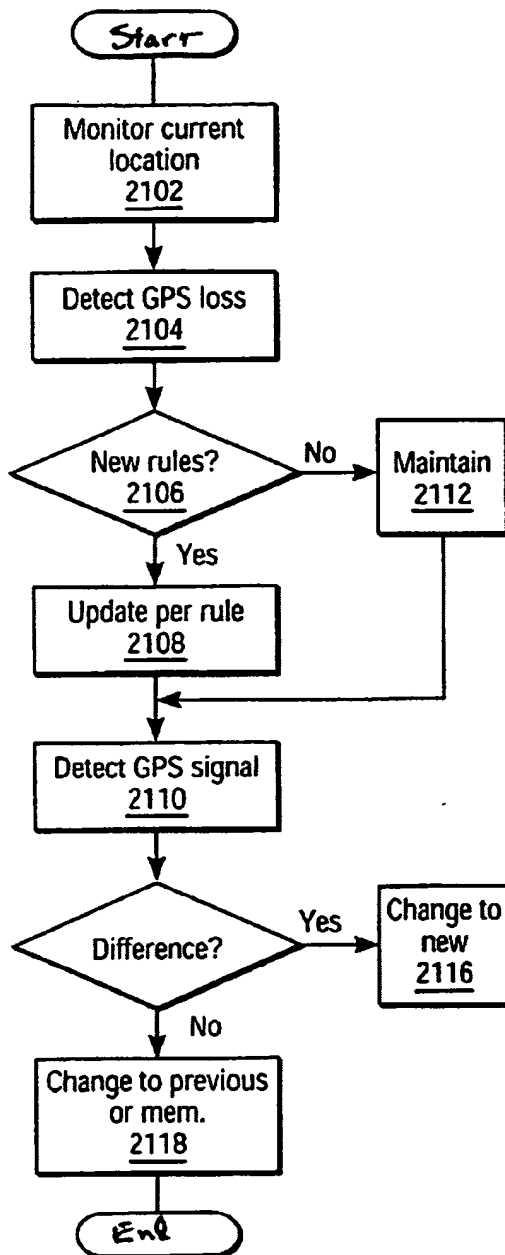 Start
Monitor current
location
2102
Detect GPS loss
2104
New rules?
2106
No
Maintain
2112
Yes
Update per rule
2108
Detect GPS signal
2110
Difference?
Yes
Change to
new
2116
No
Change to previous
or mem.
2118
End